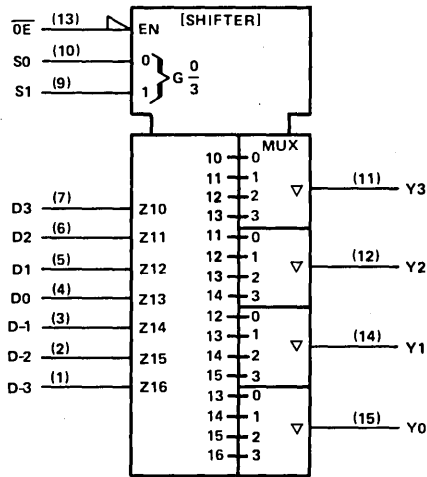 [SHIFTER]
O̅E̅ (13) EN
S0 (10) 0
G 0/3
S1 (9) 1
MUX
10 0
11 1
12 2
13 3
▽ (11) Y3
D3 (7) Z10
D2 (6) Z11
11 0
12 1
13 2
14 3
▽ (12) Y2
D1 (5) Z12
D0 (4) Z13
D-1 (3) Z14
12 0
13 1
14 2
15 3
▽ (14) Y1
D-2 (2) Z15
D-3 (1) Z16
13 0
14 1
15 2
16 3
▽ (15) Y0